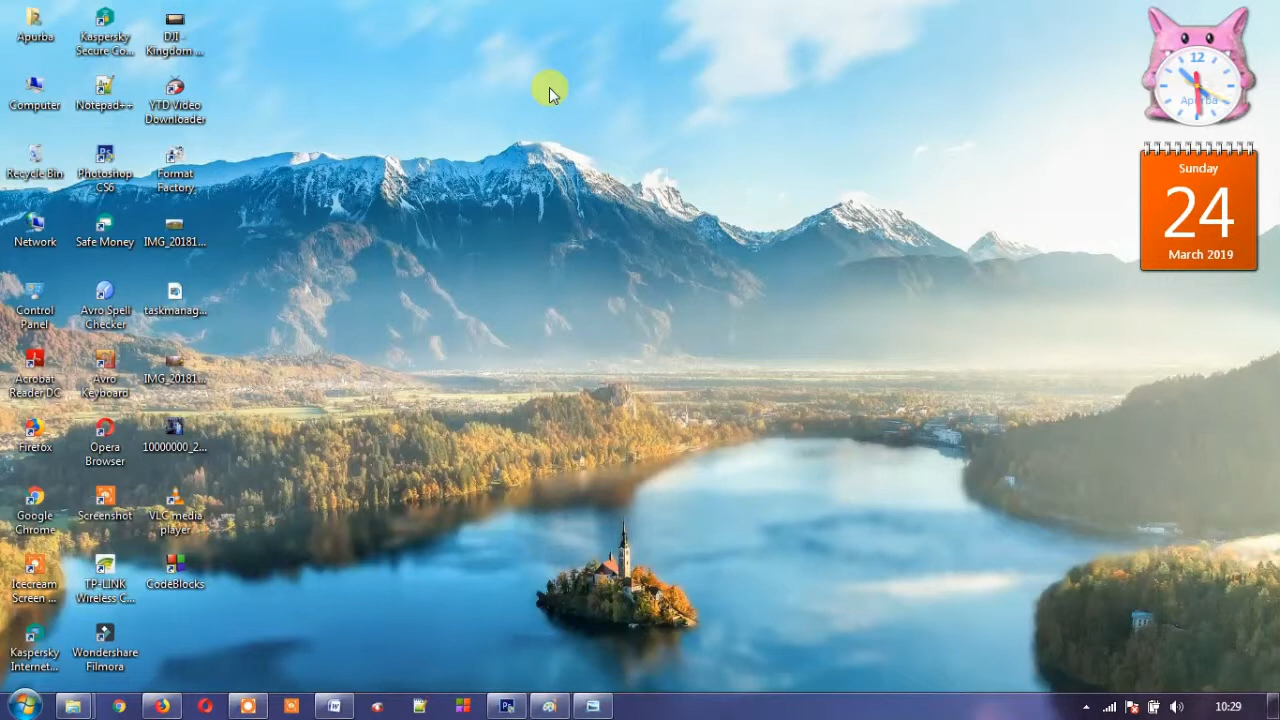 Apurba
Kaspersky
Secure Co...
DJI -
Kingdom ...
Computer
Notepad++
YTD Video
Downloader
Recycle Bin
Photoshop
CS6
Format
Factory
Network
Safe Money
IMG_20181...
Control
Panel
Avro Spell
Checker
taskmanag...
Acrobat
Reader DC
Avro
Keyboard
IMG_20181...
Firefox
Opera
Browser
10000000_2...
Google
Chrome
Screenshot
VLC media
player
Icecream
Screen ...
TP-LINK
Wireless C...
CodeBlocks
Kaspersky
Internet...
Wondershare
Filmora
12
Apurba
Sunday
24
March 2019
10:29